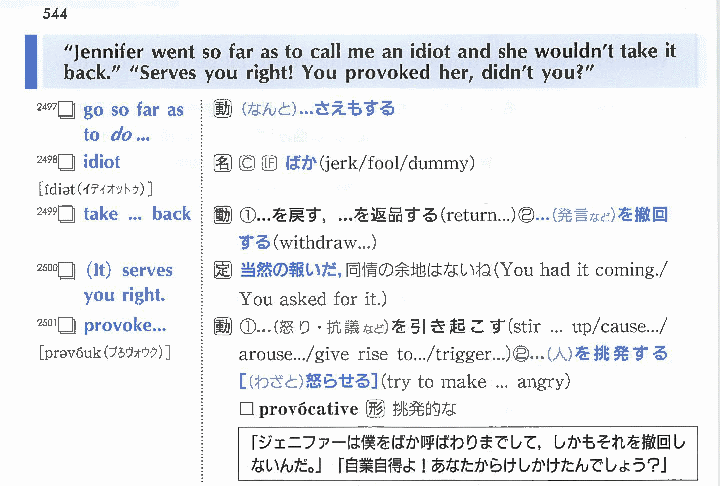 544
"Jennifer went so far as to call me an idiot and she wouldn't take it
back." "Serves you right! You provoked her, didn't you?"
2497□ go so far as
to do ...
動 (なんと)...さえもする
2498□ idiot
[ídiət(イディオットゥ)]
名 Ⓒ ㊭ ばか(jerk/fool/dummy)
2499□ take ... back
動 ①...を戻す, ...を返品する(return...)②...(発言など)を撤回
する(withdraw...)
2500□ (It) serves
you right.
定 当然の報いだ,同情の余地はないね(You had it coming./
You asked for it.)
2501□ provoke...
[prəvóuk(プろヴォウク)]
動 ①...(怒り・抗議など)を引き起こす(stir ... up/cause.../
arouse.../give rise to.../trigger...)②...(人)を挑発する
[(わざと)怒らせる](try to make ... angry)
□ provócative 形 挑発的な
「ジェニファーは僕をばか呼ばわりまでして, しかもそれを撤回し
ないんだ。」「自業自得よ!あなたからけしかけたんでしょう?」